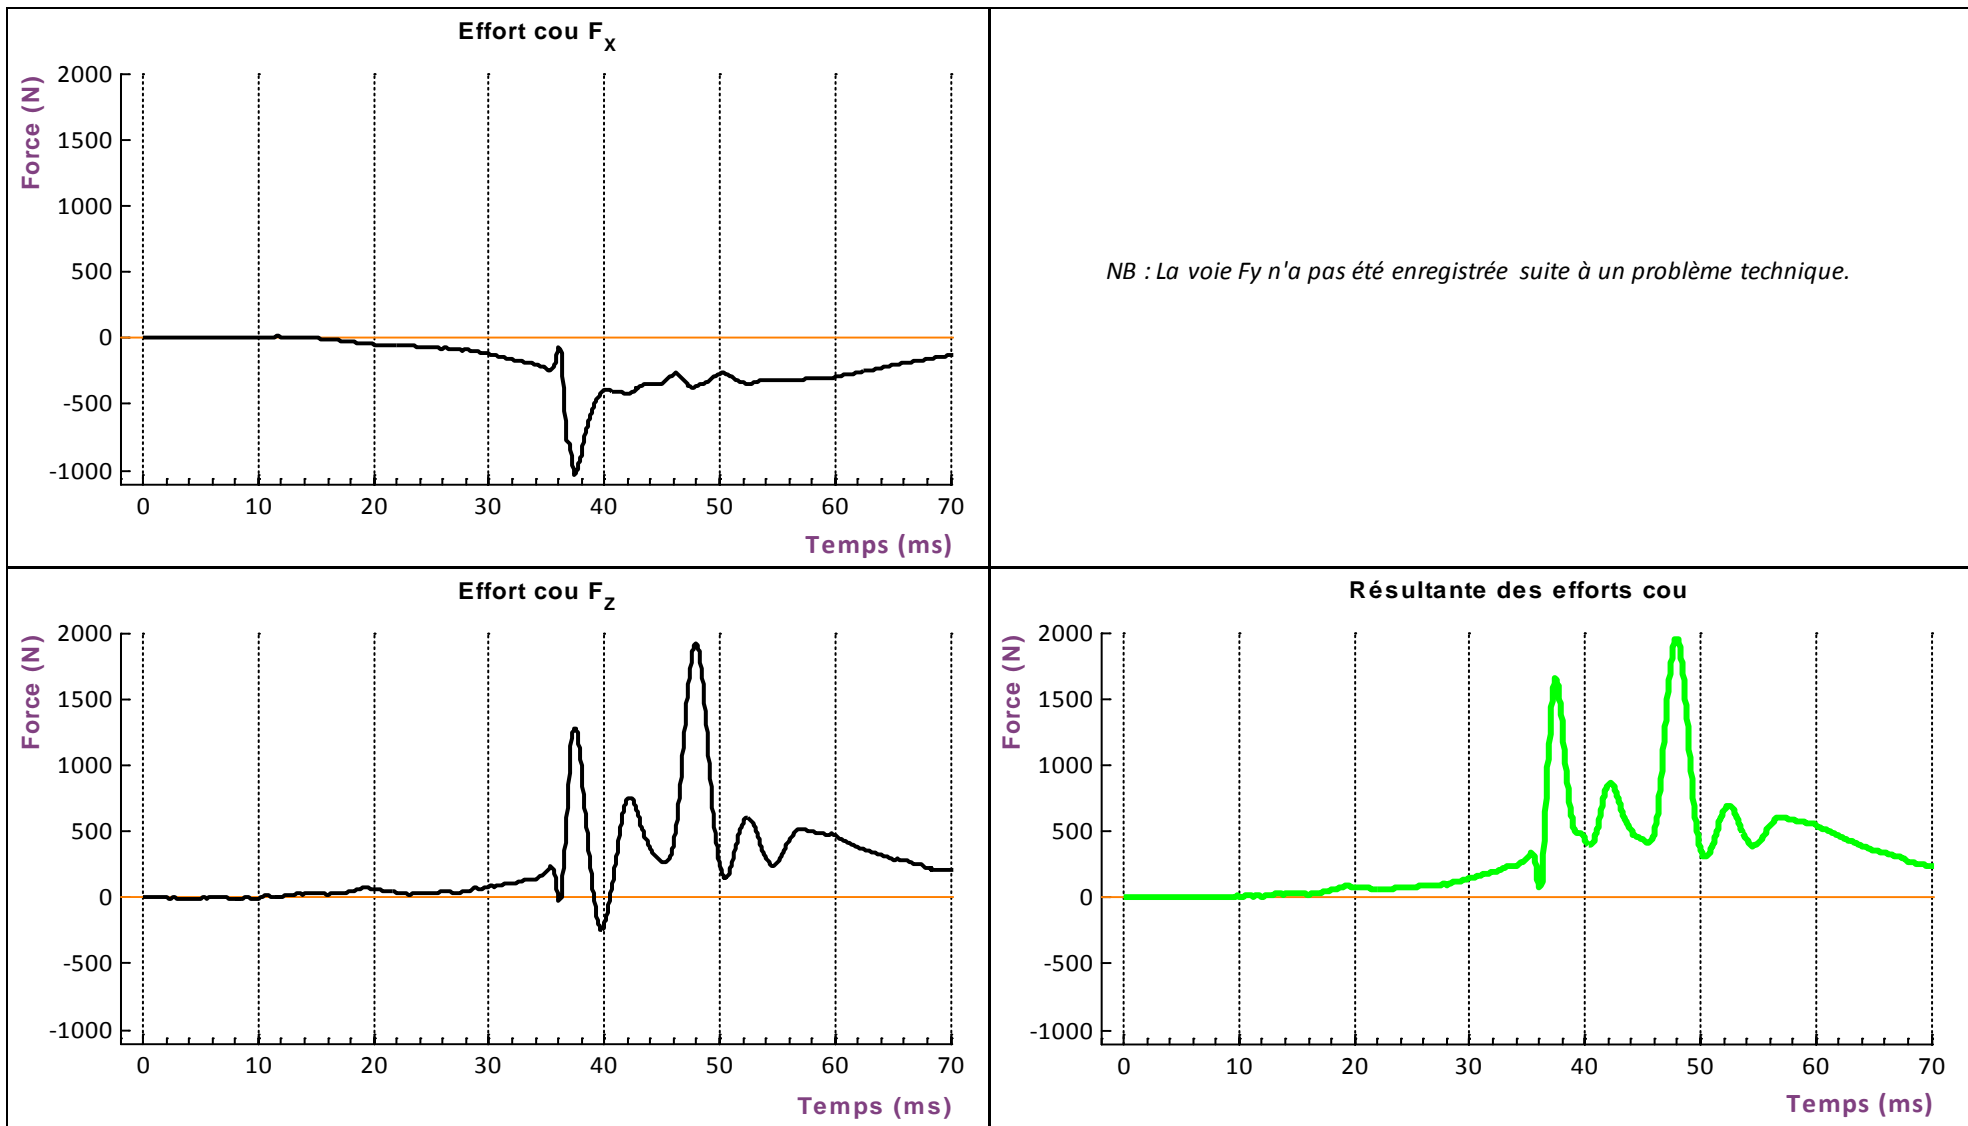 Effort cou FX
Force (N)
2000
1500
1000
500
0
-500
-1000
0 10 20 30 40 50 60 70
Temps (ms)
NB : La voie Fy n'a pas été enregistrée suite à un problème technique.
Effort cou FZ
Force (N)
2000
1500
1000
500
0
-500
-1000
0 10 20 30 40 50 60 70
Temps (ms)
Résultante des efforts cou
Force (N)
2000
1500
1000
500
0
-500
-1000
0 10 20 30 40 50 60 70
Temps (ms)